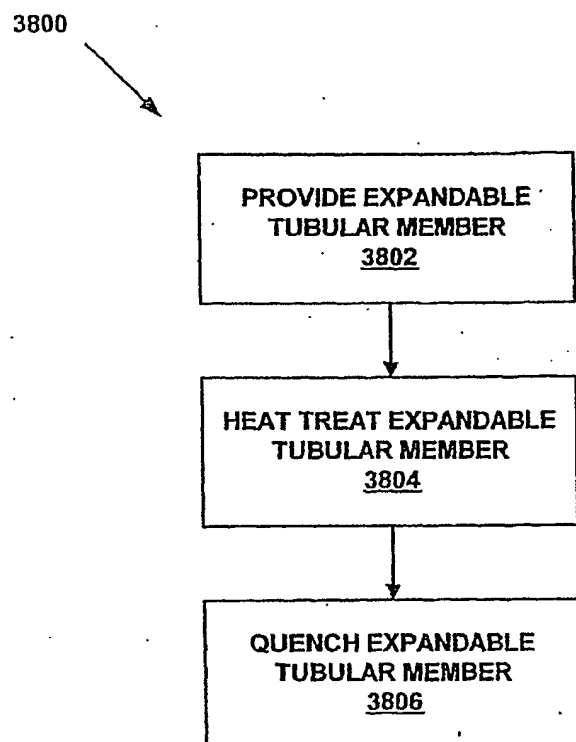 3800
PROVIDE EXPANDABLE
TUBULAR MEMBER
3802
HEAT TREAT EXPANDABLE
TUBULAR MEMBER
3804
QUENCH EXPANDABLE
TUBULAR MEMBER
3806